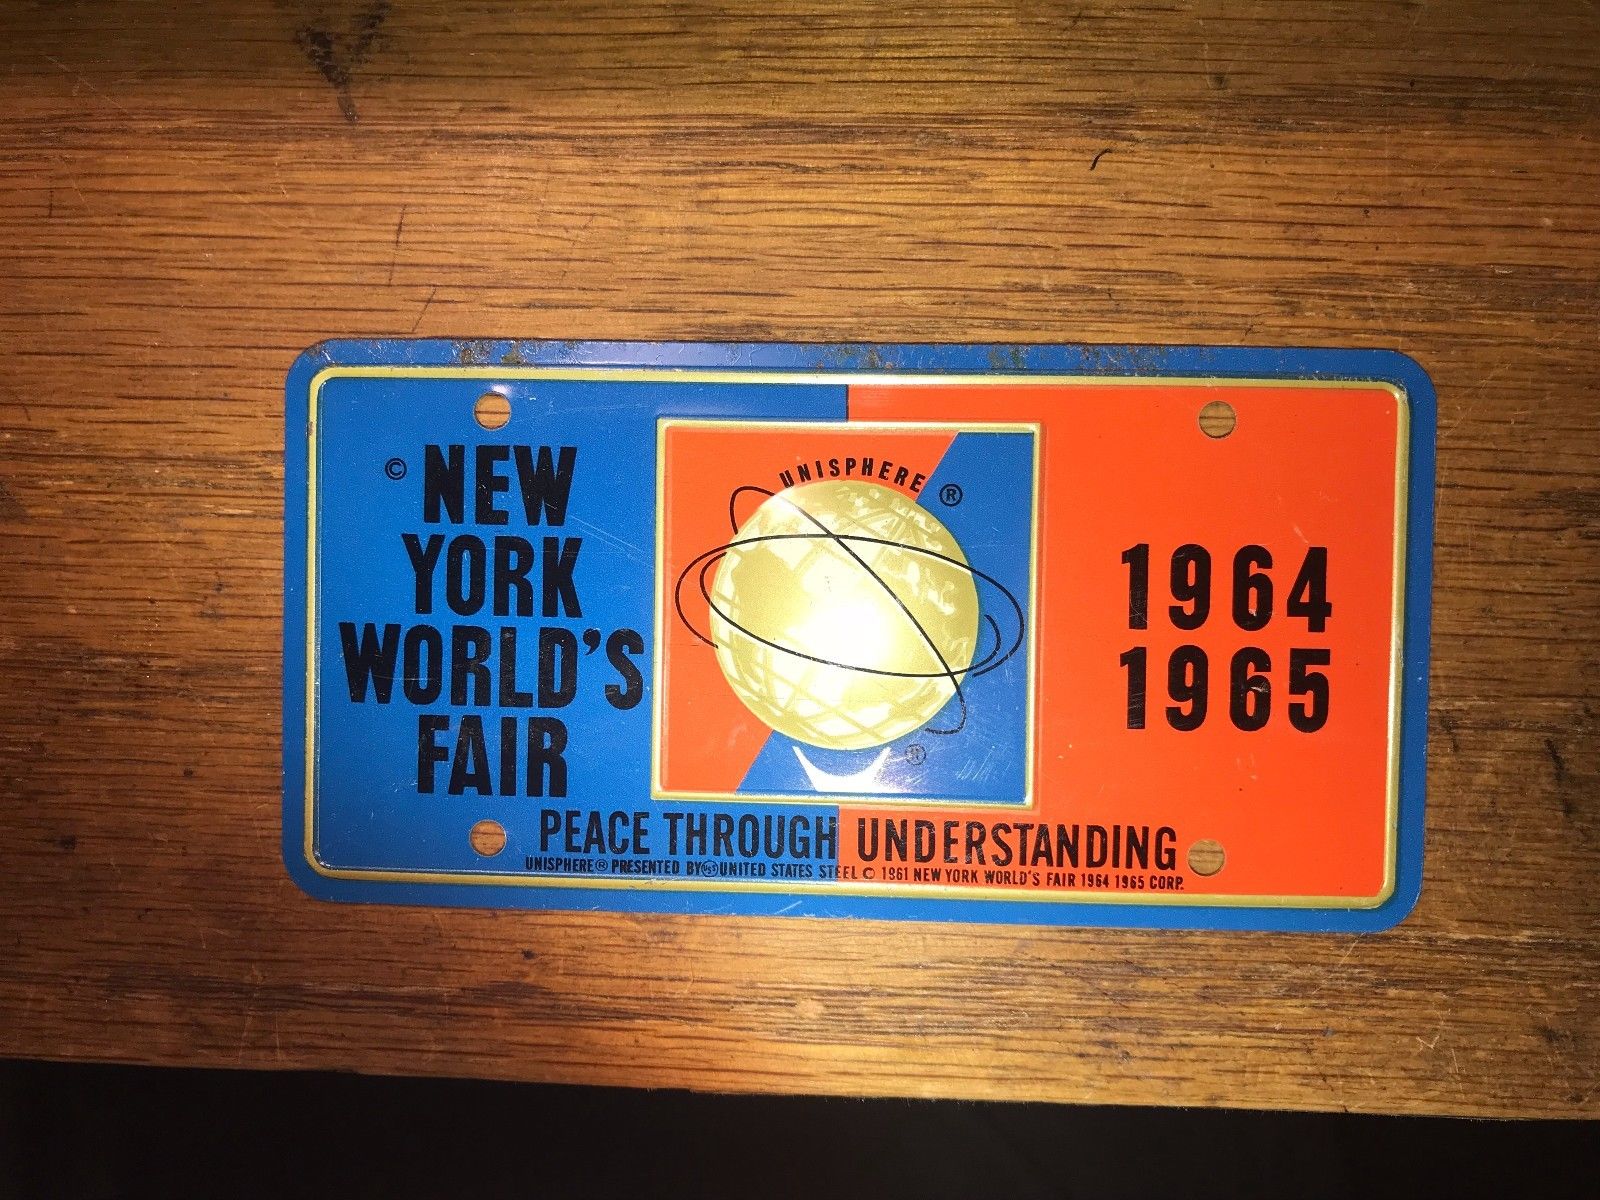 © NEW
YORK
WORLD'S
FAIR
UNISPHERE ®
®
1964
1965
PEACE THROUGH UNDERSTANDING
UNISPHERE® PRESENTED BY USS UNITED STATES STEEL © 1961 NEW YORK WORLD'S FAIR 1964 1965 CORP.